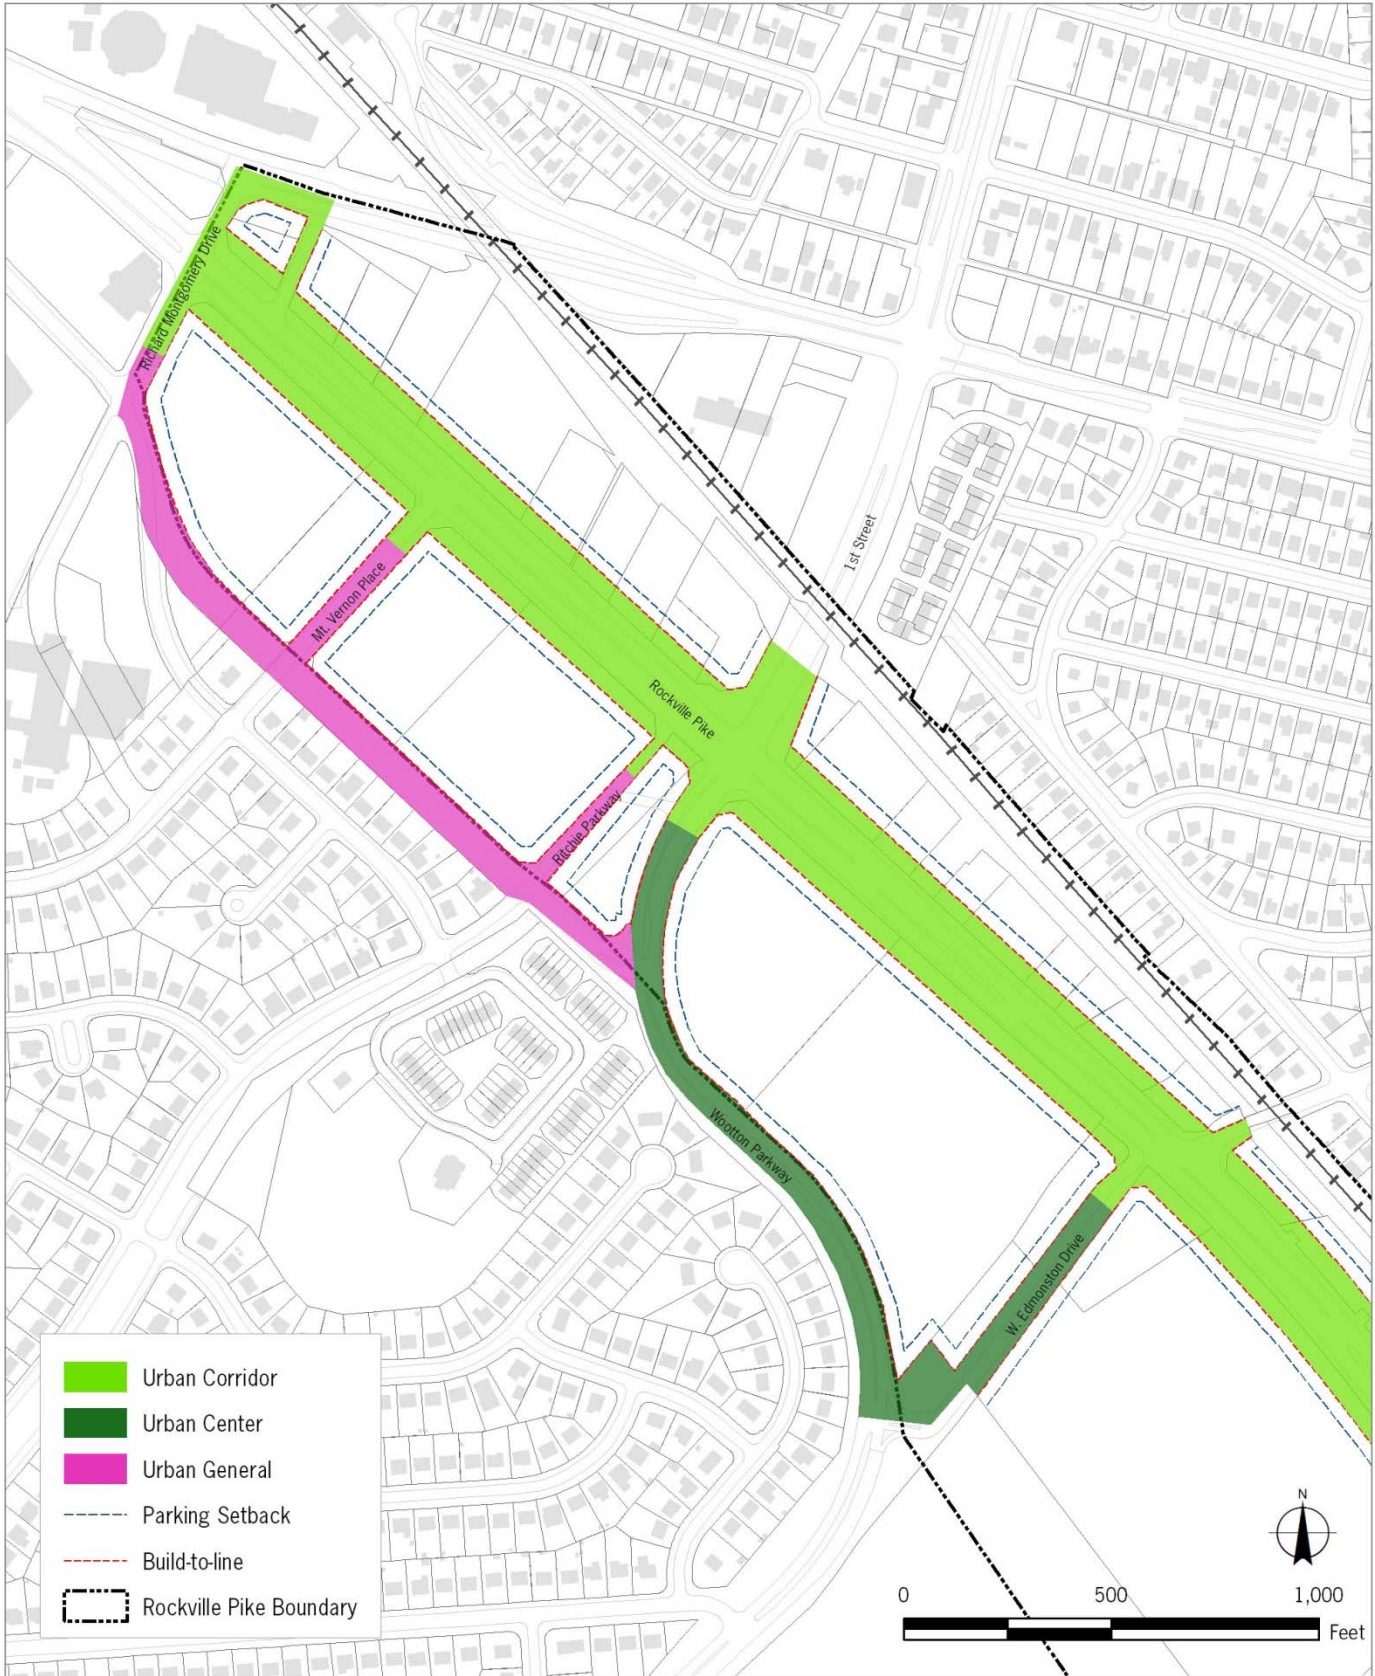 Richard Montgomery Drive
1st Street
Mt. Vernon Place
Rockville Pike
Ritchie Parkway
Wootton Parkway
W. Edmonston Drive
Urban Corridor
Urban Center
Urban General
Parking Setback
Build-to-line
Rockville Pike Boundary
N
0 500 1,000
Feet